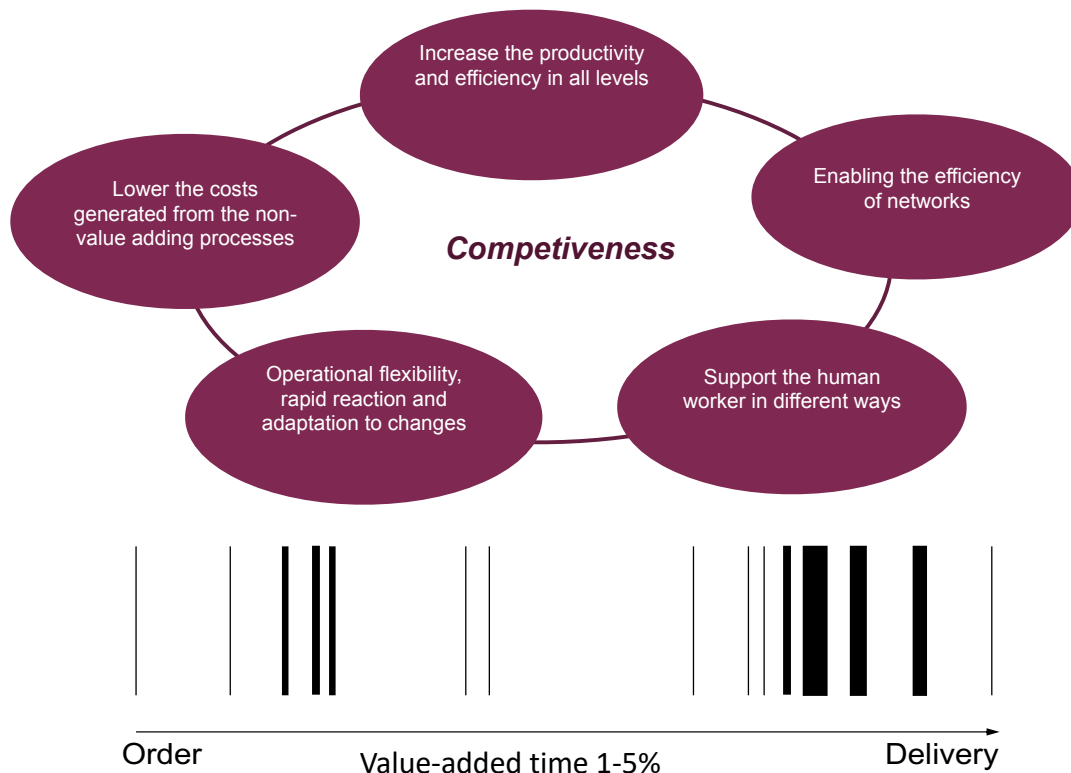 Increase the productivity
and efficiency in all levels
Lower the costs
generated from the non-
value adding processes
Enabling the efficiency
of networks
Competiveness
Operational flexibility,
rapid reaction and
adaptation to changes
Support the human
worker in different ways
Order
Value-added time 1-5%
Delivery